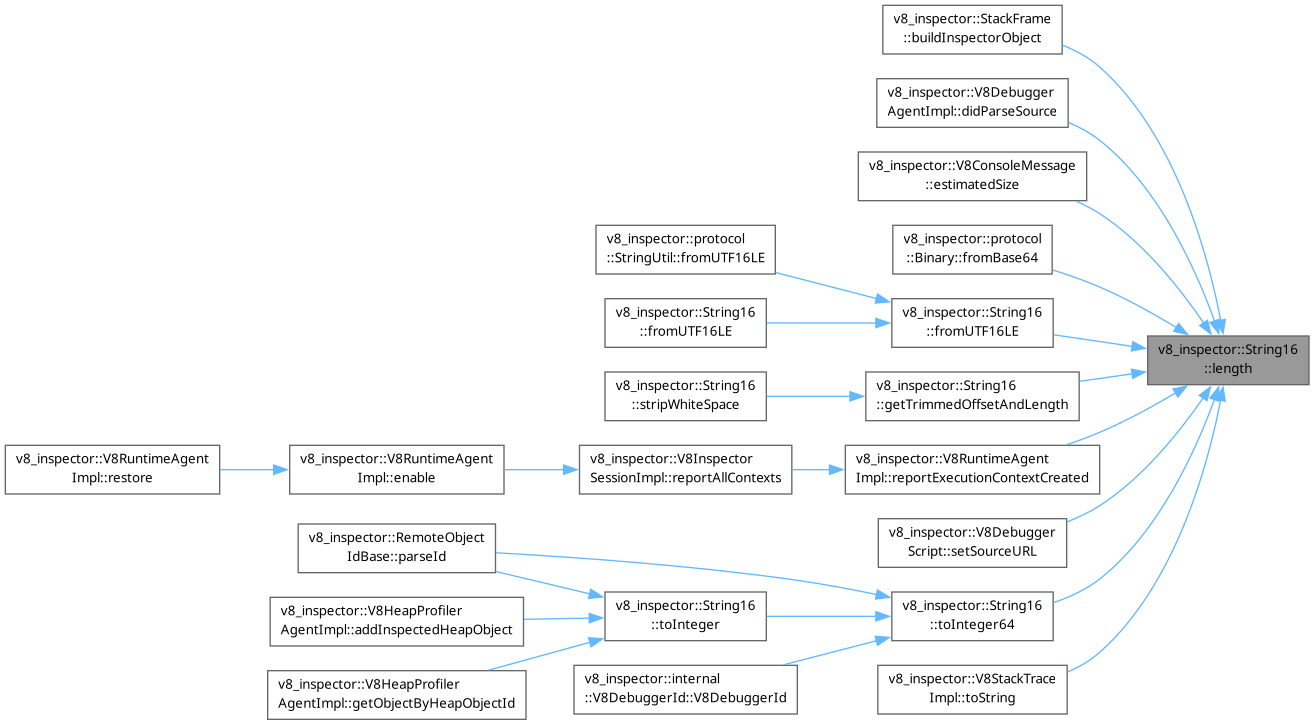 v8_inspector::StackFrame
::buildInspectorObject
v8_inspector::V8Debugger
AgentImpl::didParseSource
v8_inspector::V8ConsoleMessage
::estimatedSize
v8_inspector::protocol
::StringUtil::fromUTF16LE
v8_inspector::protocol
::Binary::fromBase64
v8_inspector::String16
::fromUTF16LE
v8_inspector::String16
::fromUTF16LE
v8_inspector::String16
::length
v8_inspector::String16
::stripWhiteSpace
v8_inspector::String16
::getTrimmedOffsetAndLength
v8_inspector::V8RuntimeAgent
Impl::restore
v8_inspector::V8RuntimeAgent
Impl::enable
v8_inspector::V8Inspector
SessionImpl::reportAllContexts
v8_inspector::V8RuntimeAgent
Impl::reportExecutionContextCreated
v8_inspector::RemoteObject
IdBase::parseId
v8_inspector::V8Debugger
Script::setSourceURL
v8_inspector::V8HeapProfiler
AgentImpl::addInspectedHeapObject
v8_inspector::String16
::toInteger
v8_inspector::String16
::toInteger64
v8_inspector::V8HeapProfiler
AgentImpl::getObjectByHeapObjectId
v8_inspector::internal
::V8DebuggerId::V8DebuggerId
v8_inspector::V8StackTrace
Impl::toString